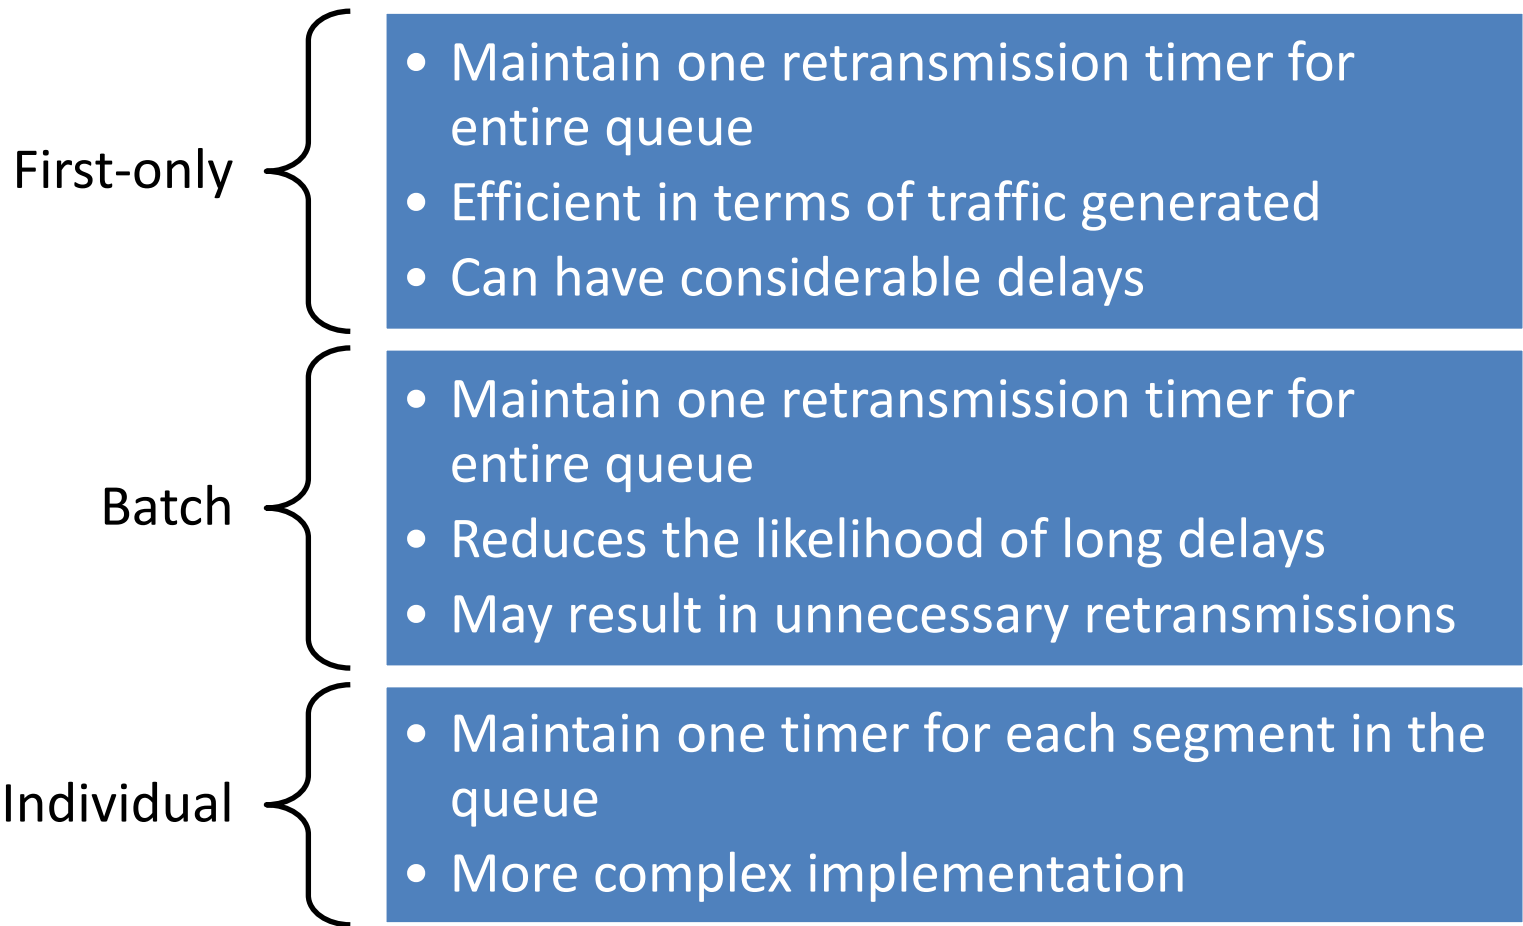 First-only
• Maintain one retransmission timer for
entire queue
• Efficient in terms of traffic generated
• Can have considerable delays
Batch
• Maintain one retransmission timer for
entire queue
• Reduces the likelihood of long delays
• May result in unnecessary retransmissions
Individual
• Maintain one timer for each segment in the
queue
• More complex implementation